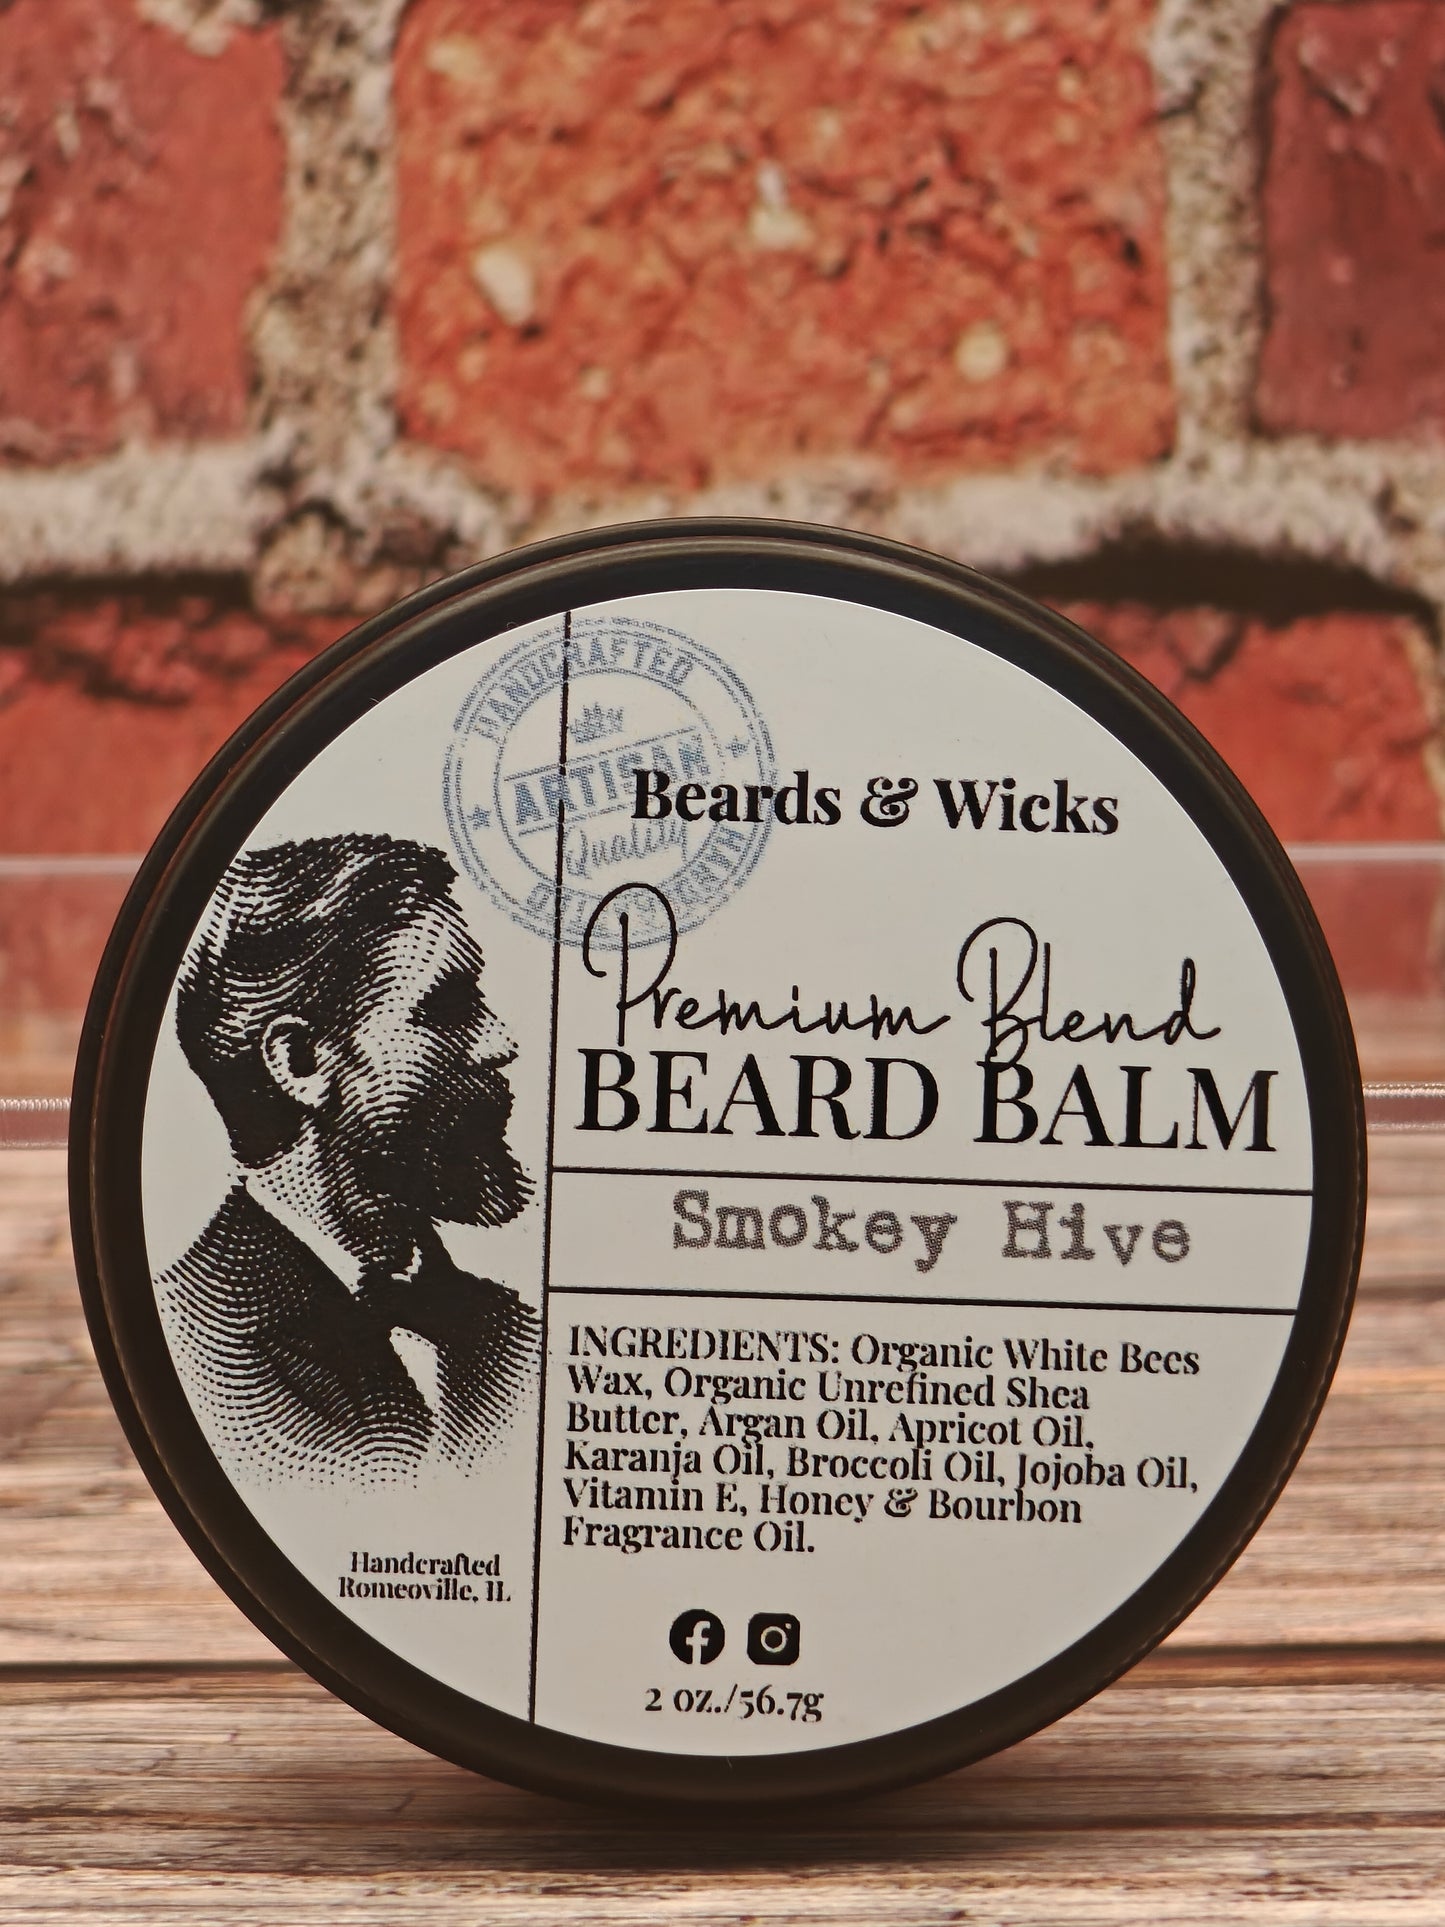 HANDCRAFTED
ARTISAN
Quality
Beards & Wicks
Premium Blend
BEARD BALM
Smokey Hive
INGREDIENTS: Organic White Bees
Wax, Organic Unrefined Shea
Butter, Argan Oil, Apricot Oil,
Karanja Oil, Broccoli Oil, Jojoba Oil,
Vitamin E, Honey & Bourbon
Fragrance Oil.
Handcrafted
Romeoville, IL
2 oz./56.7g